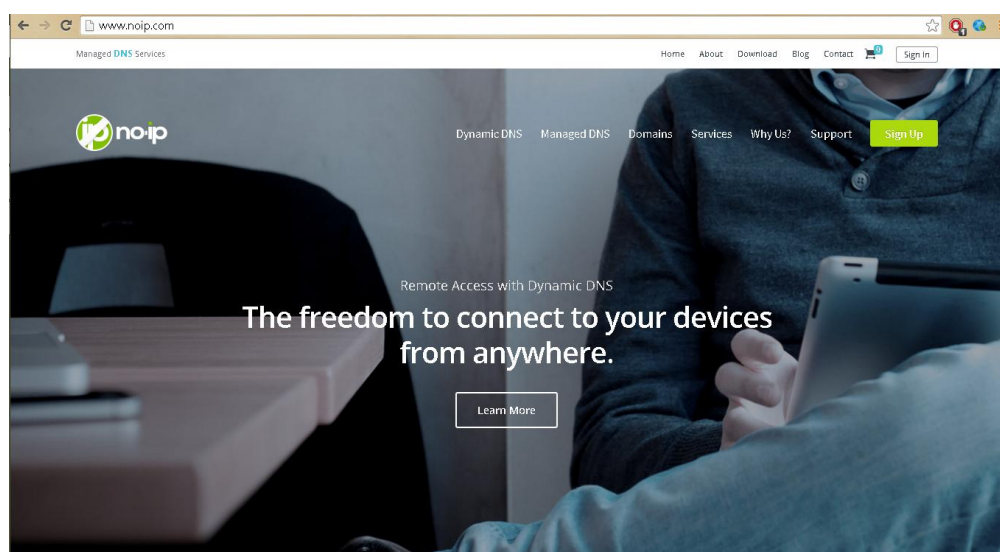 www.noip.com
Managed DNS Services
Home About Download Blog Contact 0 Sign In
no·ip
Dynamic DNS Managed DNS Domains Services Why Us? Support Sign Up
Remote Access with Dynamic DNS
The freedom to connect to your devices
from anywhere.
Learn More